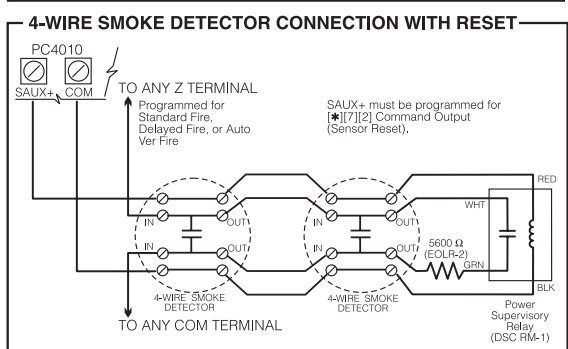 4-WIRE SMOKE DETECTOR CONNECTION WITH RESET
PC4010
SAUX+ COM
TO ANY Z TERMINAL
Programmed for
Standard Fire,
Delayed Fire, or Auto
Ver Fire
SAUX+ must be programmed for
[✱][7][2] Command Output
(Sensor Reset).
RED
WHT
IN
OUT
IN
OUT
IN
OUT
IN
OUT
5600 Ω
(EOLR-2)
GRN
BLK
4-WIRE SMOKE
DETECTOR
4-WIRE SMOKE
DETECTOR
Power
Supervisory
Relay
(DSC RM-1)
TO ANY COM TERMINAL